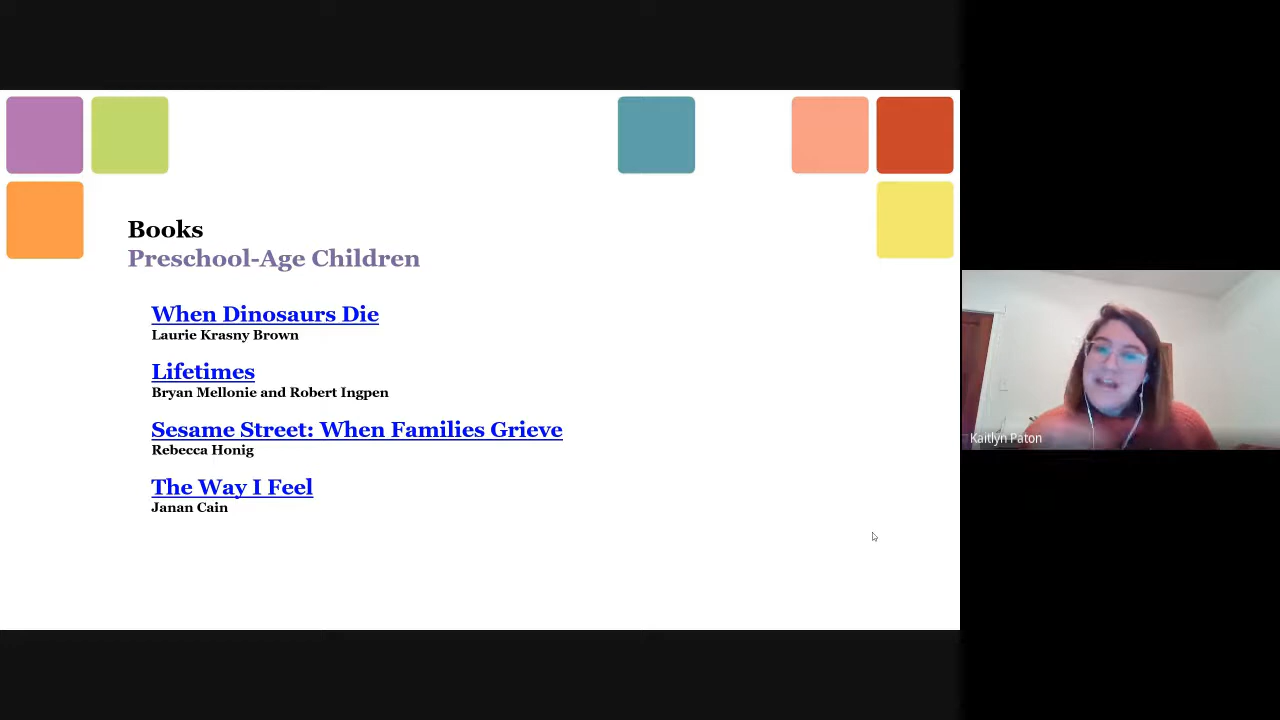 Books
Preschool-Age Children
When Dinosaurs Die
Laurie Krasny Brown
Lifetimes
Bryan Mellonie and Robert Ingpen
Sesame Street: When Families Grieve
Rebecca Honig
The Way I Feel
Janan Cain
Kaitlyn Paton